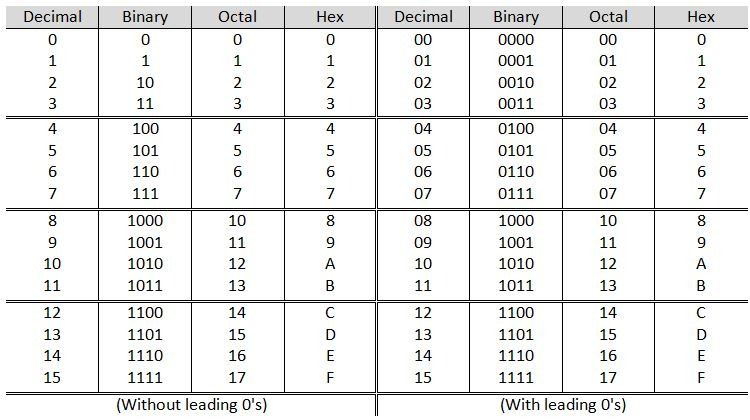 Decimal Binary Octal Hex Decimal Binary Octal Hex
0 0 0 0 00 0000 00 0
1 1 1 1 01 0001 01 1
2 10 2 2 02 0010 02 2
3 11 3 3 03 0011 03 3
4 100 4 4 04 0100 04 4
5 101 5 5 05 0101 05 5
6 110 6 6 06 0110 06 6
7 111 7 7 07 0111 07 7
8 1000 10 8 08 1000 10 8
9 1001 11 9 09 1001 11 9
10 1010 12 A 10 1010 12 A
11 1011 13 B 11 1011 13 B
12 1100 14 C 12 1100 14 C
13 1101 15 D 13 1101 15 D
14 1110 16 E 14 1110 16 E
15 1111 17 F 15 1111 17 F
(Without leading 0's) (With leading 0's)